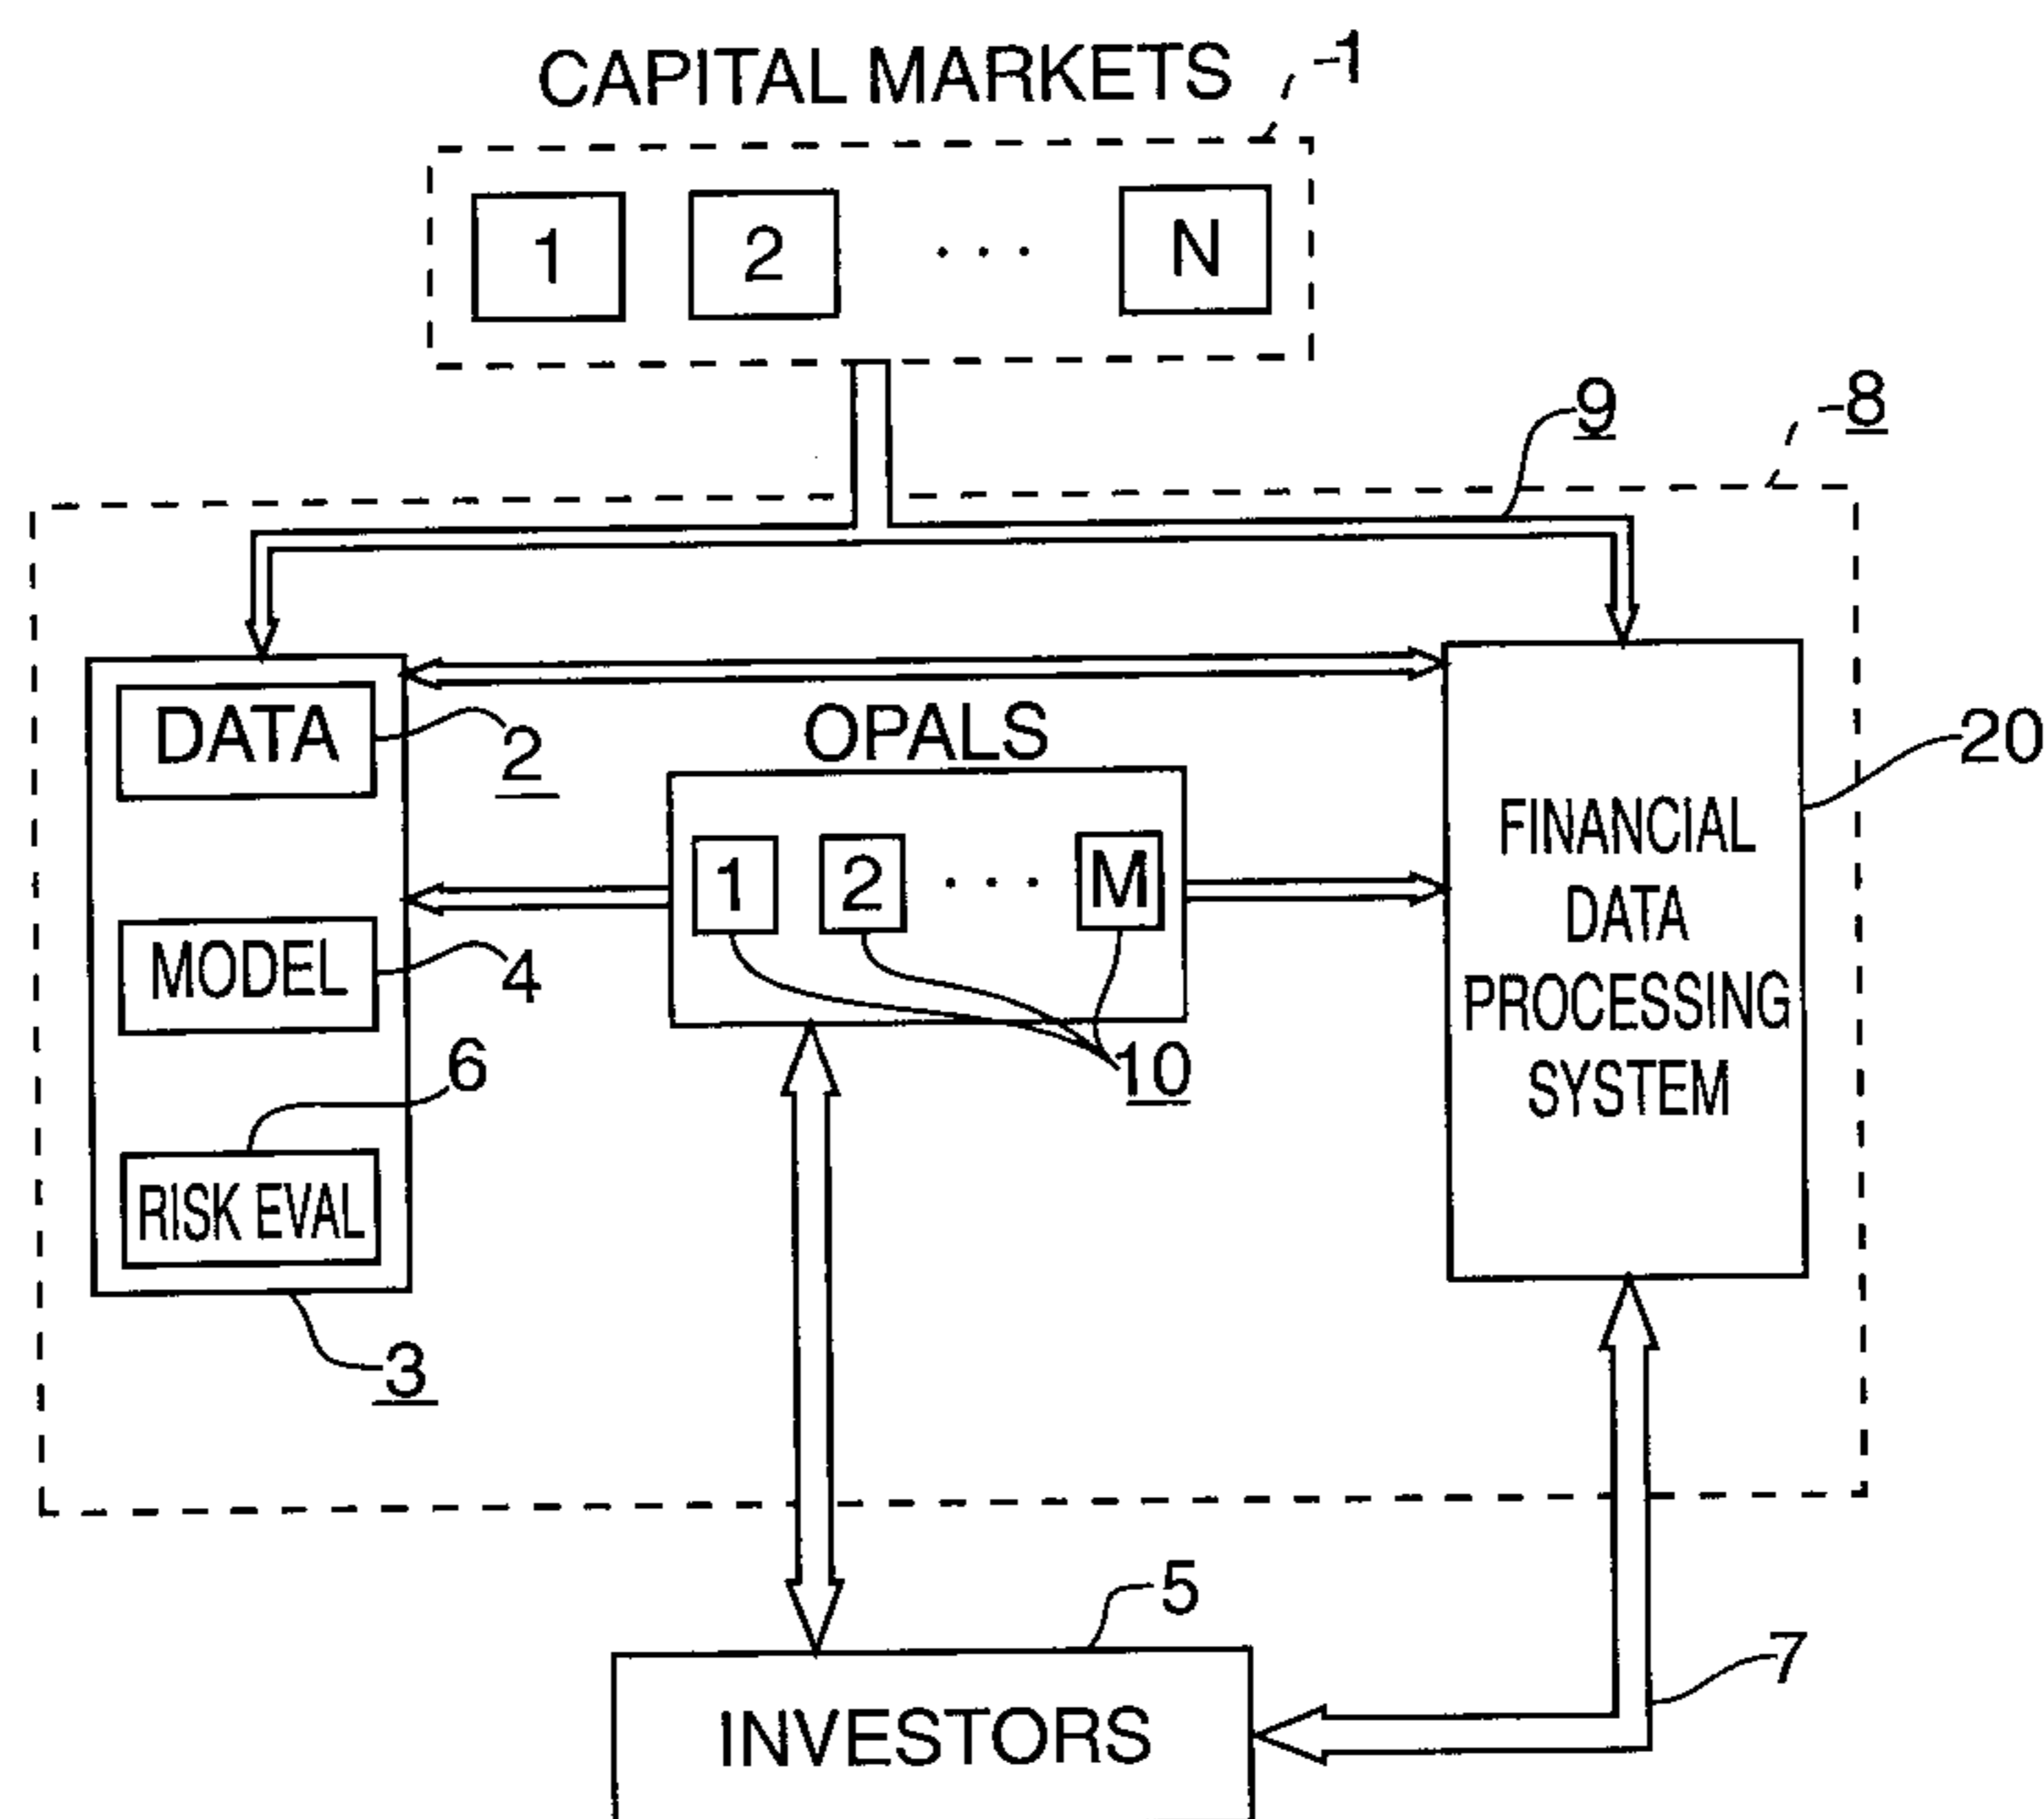 CAPITAL MARKETS
1
1 2 ... N
9
8
DATA
2
OPALS
20
1 2 ... M
FINANCIAL
DATA
PROCESSING
SYSTEM
MODEL
4
6
10
RISK EVAL
3
5
7
INVESTORS